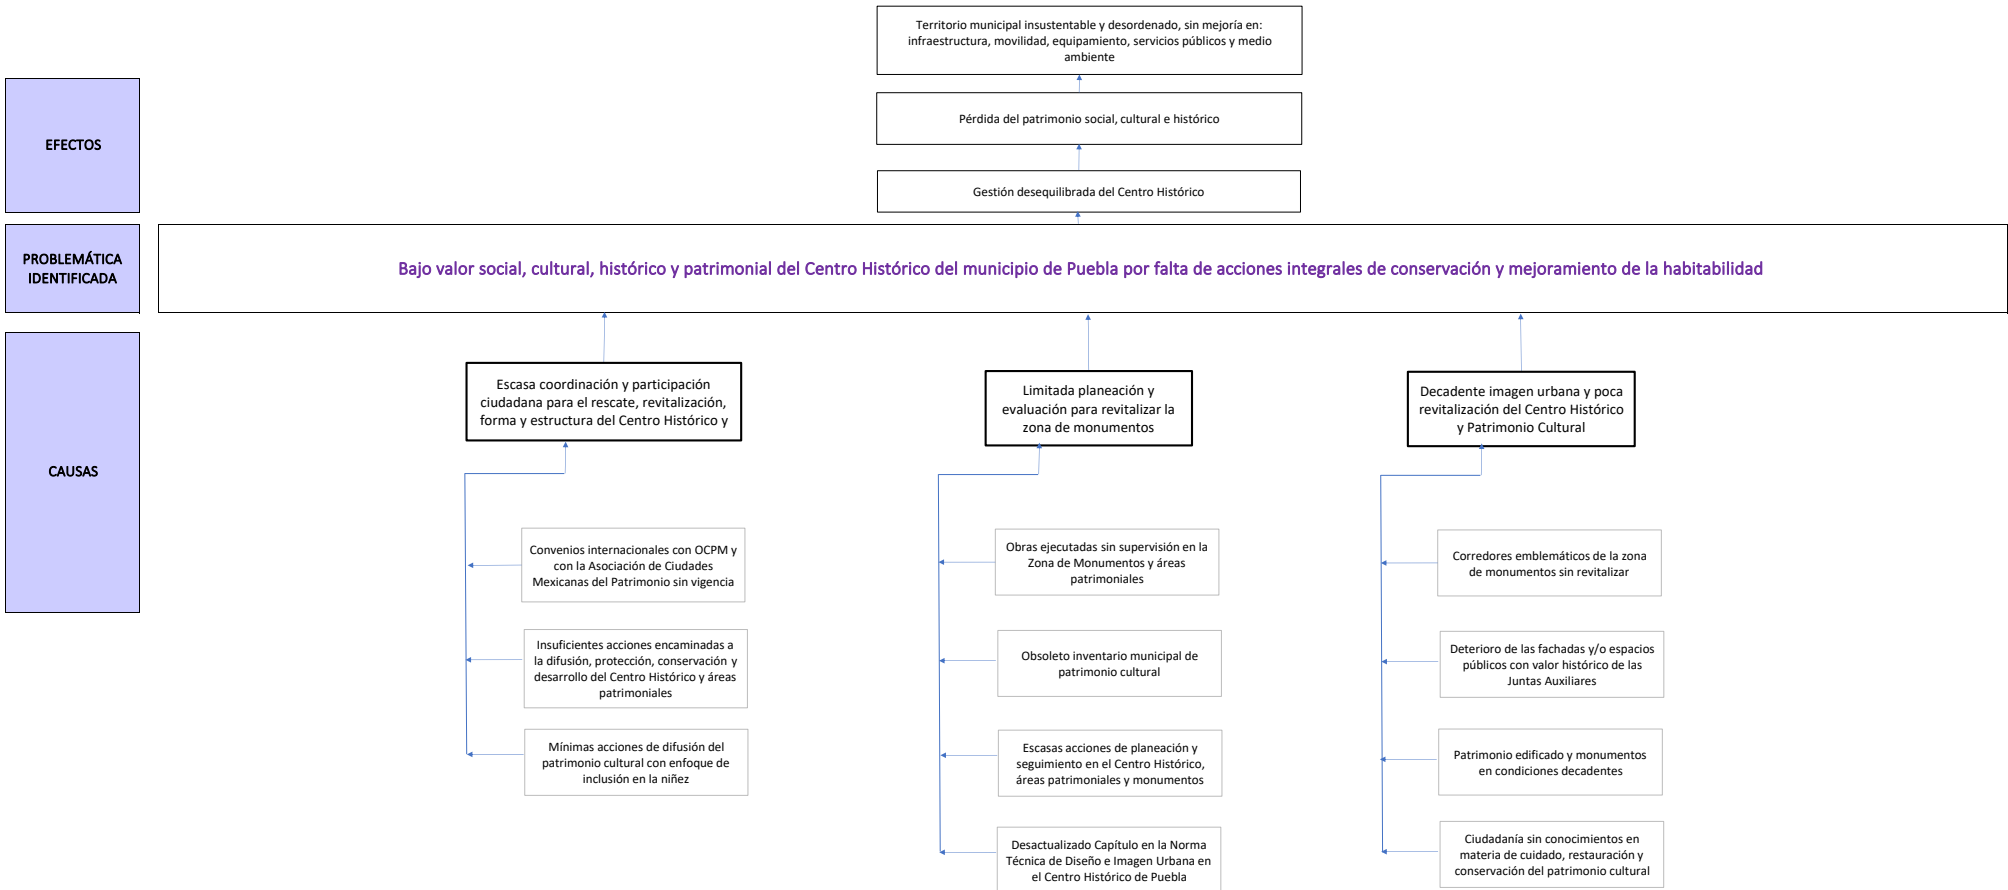 Territorio municipal insustentable y desordenado, sin mejoría en:
infraestructura, movilidad, equipamiento, servicios públicos y medio
ambiente
EFECTOS
Pérdida del patrimonio social, cultural e histórico
Gestión desequilibrada del Centro Histórico
PROBLEMÁTICA
IDENTIFICADA
Bajo valor social, cultural, histórico y patrimonial del Centro Histórico del municipio de Puebla por falta de acciones integrales de conservación y mejoramiento de la habitabilidad
CAUSAS
Escasa coordinación y participación
ciudadana para el rescate, revitalización,
forma y estructura del Centro Histórico y
Convenios internacionales con OCPM y
con la Asociación de Ciudades
Mexicanas del Patrimonio sin vigencia
Insuficientes acciones encaminadas a
la difusión, protección, conservación y
desarrollo del Centro Histórico y áreas
patrimoniales
Mínimas acciones de difusión del
patrimonio cultural con enfoque de
inclusión en la niñez
Limitada planeación y
evaluación para revitalizar la
zona de monumentos
Obras ejecutadas sin supervisión en la
Zona de Monumentos y áreas
patrimoniales
Obsoleto inventario municipal de
patrimonio cultural
Escasas acciones de planeación y
seguimiento en el Centro Histórico,
áreas patrimoniales y monumentos
Desactualizado Capítulo en la Norma
Técnica de Diseño e Imagen Urbana en
el Centro Histórico de Puebla
Decadente imagen urbana y poca
revitalización del Centro Histórico
y Patrimonio Cultural
Corredores emblemáticos de la zona
de monumentos sin revitalizar
Deterioro de las fachadas y/o espacios
públicos con valor histórico de las
Juntas Auxiliares
Patrimonio edificado y monumentos
en condiciones decadentes
Ciudadanía sin conocimientos en
materia de cuidado, restauración y
conservación del patrimonio cultural